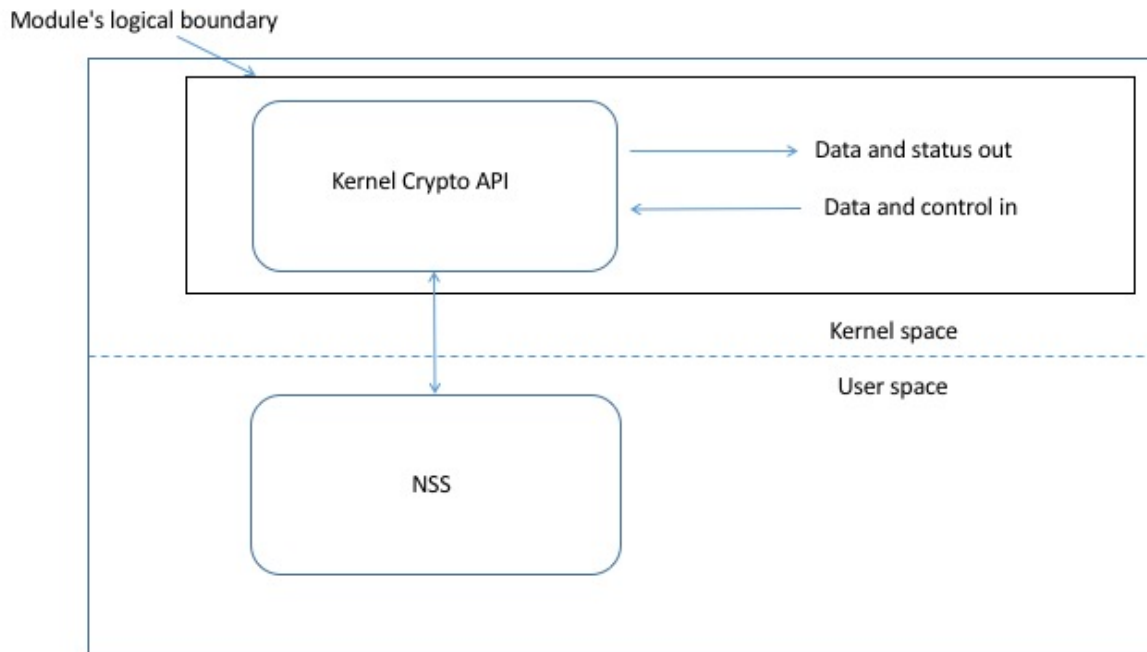 Module's logical boundary
Kernel Crypto API
Data and status out
Data and control in
Kernel space
User space
NSS